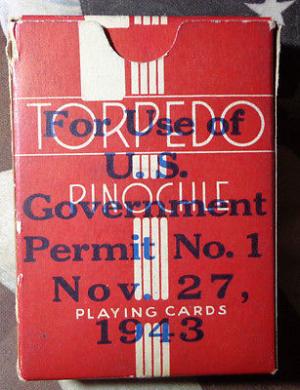 TORPEDO
For Use of
U.S.
PINOCHLE
Government
Permit No. 1
Nov. 27,
PLAYING CARDS
1943